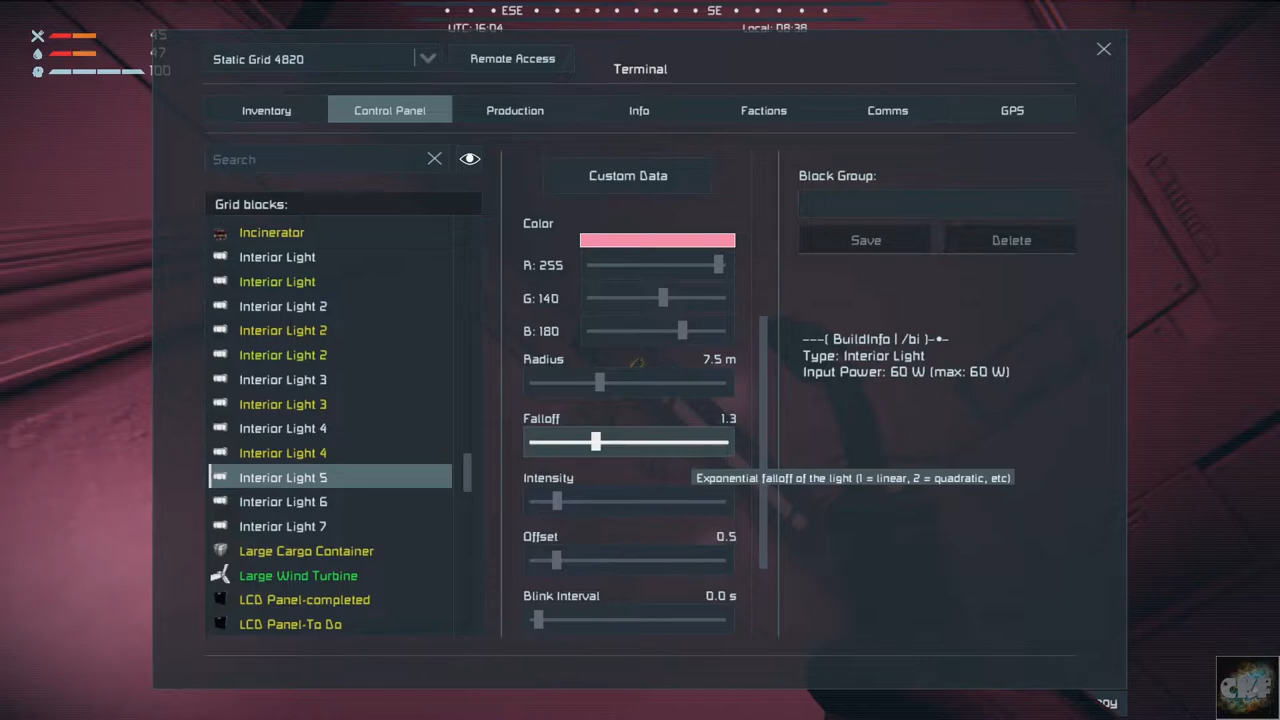 ESE
SE
UTC: 16:04
Local: 08:38
45
47
100
Static Grid 4820
Remote Access
Terminal
Inventory
Control Panel
Production
Info
Factions
Comms
GPS
Search
Grid blocks:
Incinerator
Interior Light
Interior Light
Interior Light 2
Interior Light 2
Interior Light 2
Interior Light 3
Interior Light 3
Interior Light 4
Interior Light 4
Interior Light 5
Interior Light 6
Interior Light 7
Large Cargo Container
Large Wind Turbine
LCD Panel-completed
LCD Panel-To Do
Custom Data
Color
R: 255
G: 140
B: 180
Radius 7.5 m
Falloff 1.3
Intensity
Exponential falloff of the light (1 = linear, 2 = quadratic, etc)
Offset 0.5
Blink Interval 0.0 s
Block Group:
Save
Delete
---( BuildInfo | /bi )-•-
Type: Interior Light
Input Power: 60 W (max: 60 W)